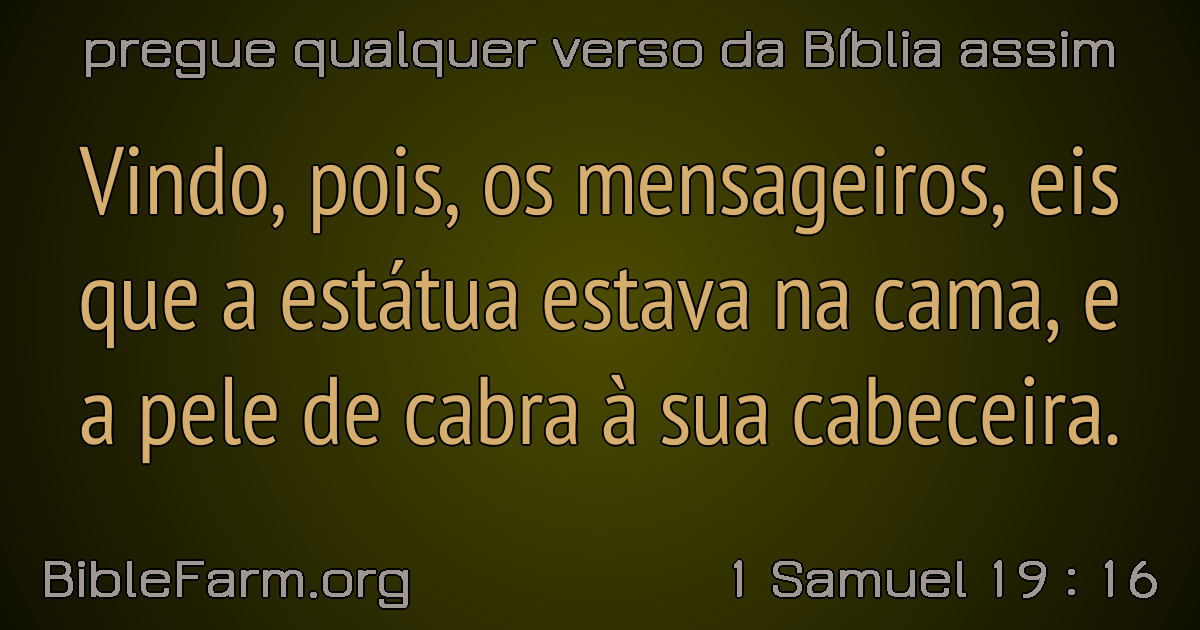 pregue qualquer verso da Bíblia assim
Vindo, pois, os mensageiros, eis
que a estátua estava na cama, e
a pele de cabra à sua cabeceira.
BibleFarm.org
1 Samuel 19 : 16